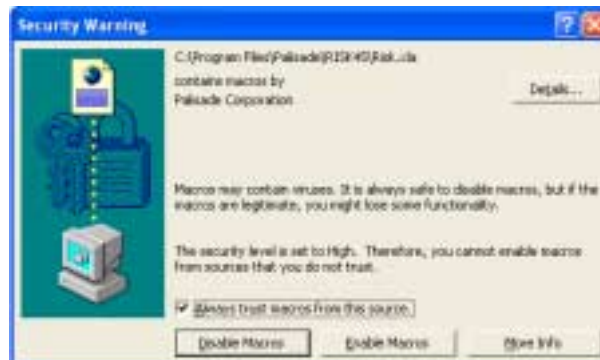 Security Warning
C:\Program Files\Palisade\RISK45\Risk.xla
contains macros by
Palisade Corporation
Details...
Macros may contain viruses. It is always safe to disable macros, but if the
macros are legitimate, you might lose some functionality.
The security level is set to High. Therefore, you cannot enable macros
from sources that you do not trust.
Always trust macros from this source.
Disable Macros
Enable Macros
More Info